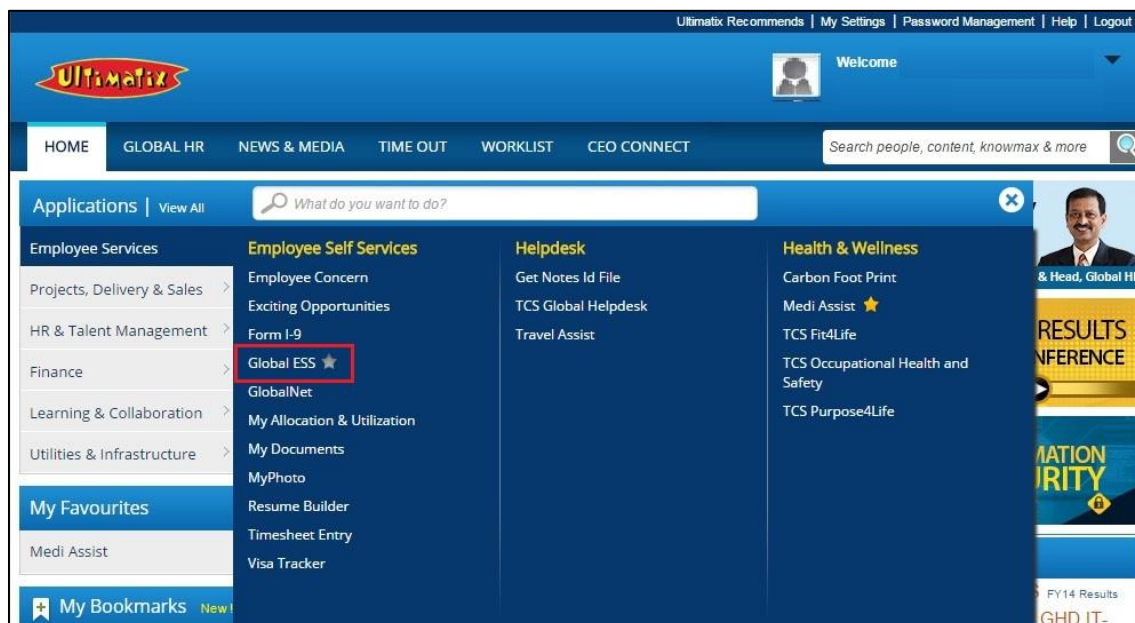 Ultimatix Recommends | My Settings | Password Management | Help | Logout
Ultimatix
Welcome
HOME GLOBAL HR NEWS & MEDIA TIME OUT WORKLIST CEO CONNECT
Search people, content, knowmax & more
Applications | View All
What do you want to do?
Employee Services
Projects, Delivery & Sales
HR & Talent Management
Finance
Learning & Collaboration
Utilities & Infrastructure
My Favourites
Medi Assist
My Bookmarks New!
Employee Self Services
Employee Concern
Exciting Opportunities
Form I-9
Global ESS
GlobalNet
My Allocation & Utilization
My Documents
MyPhoto
Resume Builder
Timesheet Entry
Visa Tracker
Helpdesk
Get Notes Id File
TCS Global Helpdesk
Travel Assist
Health & Wellness
Carbon Foot Print
Medi Assist
TCS Fit4Life
TCS Occupational Health and
Safety
TCS Purpose4Life
& Head, Global
RESULTS
FY14 Results
GHD IT-